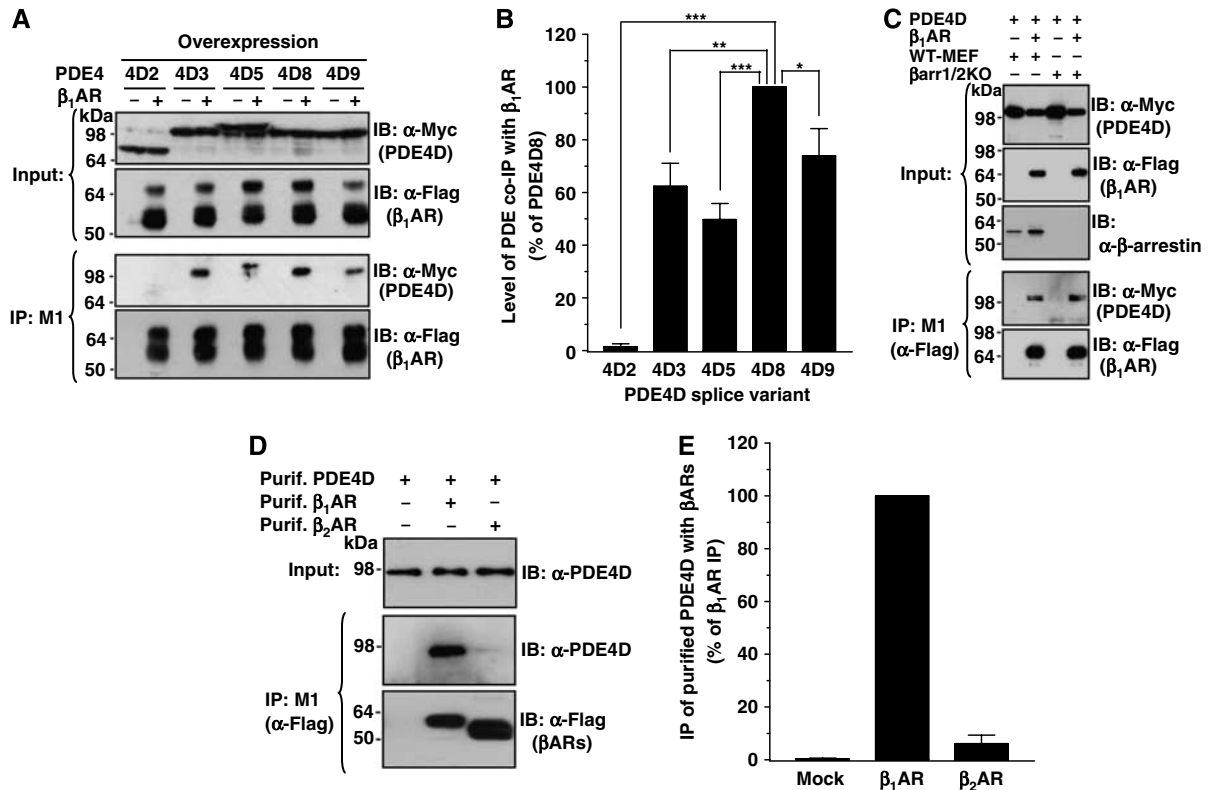 A
Overexpression
PDE4 4D2 4D3 4D5 4D8 4D9
β1AR – + – + – + – + – +
kDa
98
64
IB: α-Myc
(PDE4D)
Input:
64
50
IB: α-Flag
(β1AR)
IP: M1
98
64
IB: α-Myc
(PDE4D)
64
50
IB: α-Flag
(β1AR)
B
Level of PDE co-IP with β1AR
(% of PDE4D8)
120
100
80
60
40
20
0
***
**
***
*
4D2 4D3 4D5 4D8 4D9
PDE4D splice variant
C
PDE4D + + + +
β1AR – + – +
WT-MEF + + – –
βarr1/2KO – – + +
kDa
98
IB: α-Myc
(PDE4D)
Input:
98
64
IB: α-Flag
(β1AR)
64
50
IB:
α-β-arrestin
IP: M1
(α-Flag)
98
IB: α-Myc
(PDE4D)
98
64
IB: α-Flag
(β1AR)
D
Purif. PDE4D + + +
Purif. β1AR – + –
Purif. β2AR – – +
kDa
Input: 98 IB: α-PDE4D
98 IB: α-PDE4D
IP: M1
(α-Flag)
64
50
IB: α-Flag
(βARs)
E
IP of purified PDE4D with βARs
(% of β1AR IP)
120
100
80
60
40
20
0
Mock β1AR β2AR